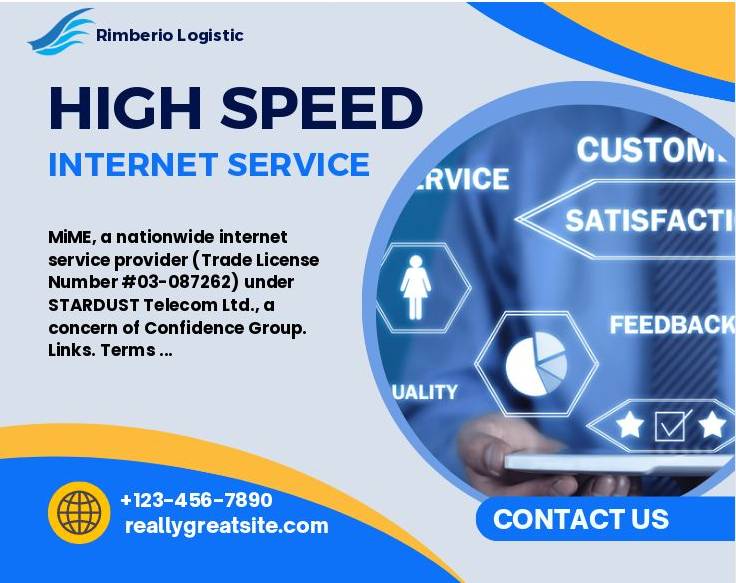 Rimberio Logistic
HIGH SPEED
INTERNET SERVICE
MiME, a nationwide internet
service provider (Trade License
Number #03-087262) under
STARDUST Telecom Ltd., a
concern of Confidence Group.
Links. Terms ...
CUSTOM
ERVICE
SATISFACTI
FEEDBACK
UALITY
+123-456-7890
reallygreatsite.com
CONTACT US